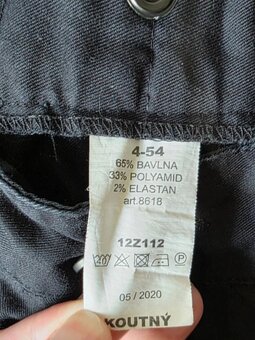 4-54
65% BAVLNA
33% POLYAMID
2% ELASTAN
art.8618
12Z112
P
05 / 2020
KOUTNÝ